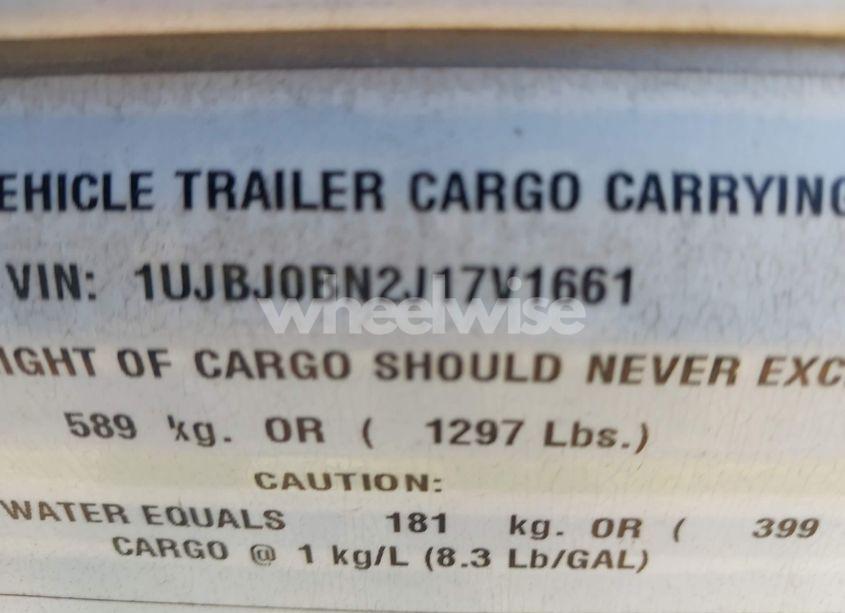 EHICLE TRAILER CARGO CARRYING
VIN: 1UJBJ0BN2J17V1661
wheelwise
IGHT OF CARGO SHOULD NEVER EXC
589 kg. OR ( 1297 Lbs.)
CAUTION:
WATER EQUALS 181 kg. OR ( 399
CARGO @ 1 kg/L (8.3 Lb/GAL)